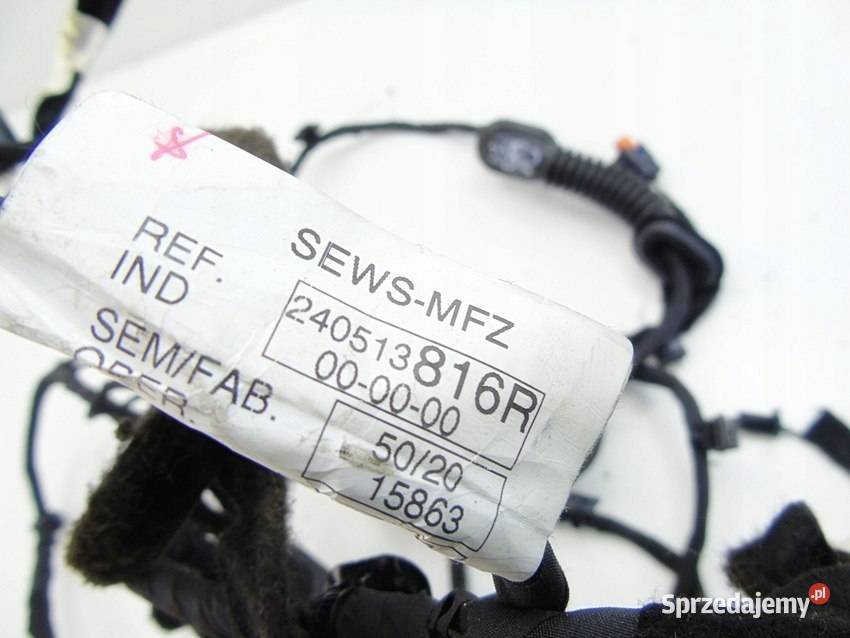 SEWS-MFZ
REF. 240513816R
IND 00-00-00
SEM/FAB. 50/20
OPER. 15863
Sprzedajemy.pl